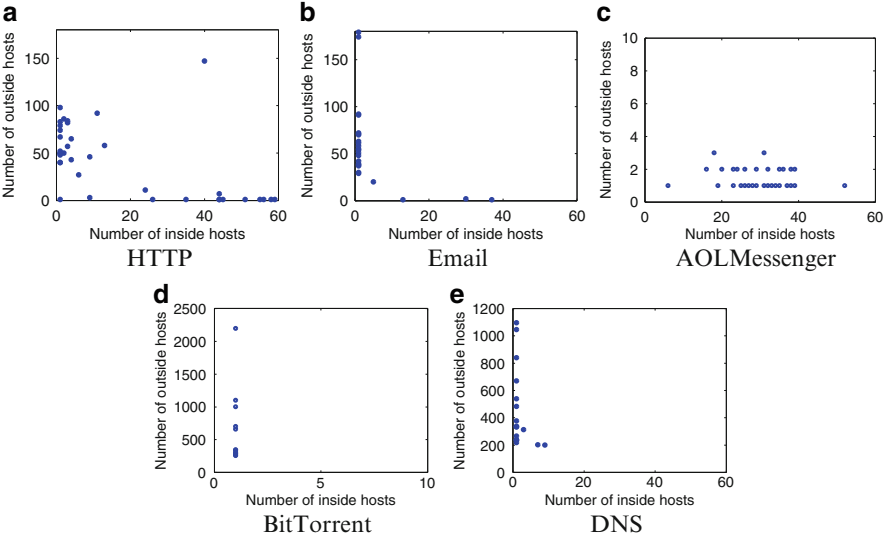 a
Number of outside hosts
150
100
50
0
0 20 40 60
Number of inside hosts
HTTP
b
Number of outside hosts
150
100
50
0
0 20 40 60
Number of inside hosts
Email
c
Number of outside hosts
10
8
6
4
2
0
0 20 40 60
Number of inside hosts
AOLMessenger
d
Number of outside hosts
2500
2000
1500
1000
500
0
0 5 10
Number of inside hosts
BitTorrent
e
Number of outside hosts
1200
1000
800
600
400
200
0
0 20 40 60
Number of inside hosts
DNS